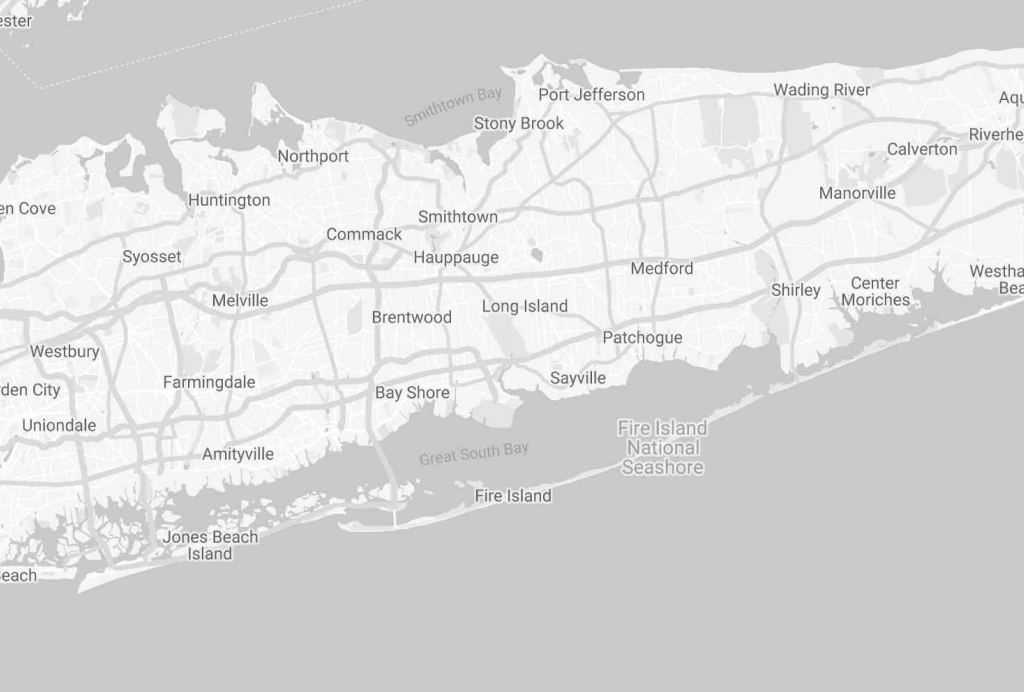 ester
Smithtown Bay
Port Jefferson
Wading River
Aqu
Stony Brook
Riverhe
Calverton
Northport
Manorville
Huntington
en Cove
Smithtown
Commack
Syosset
Hauppauge
Medford
Westha
Bea
Center
Moriches
Shirley
Melville
Long Island
Brentwood
Patchogue
Westbury
Sayville
Farmingdale
Bay Shore
den City
Uniondale
Fire Island
National
Seashore
Amityville
Great South Bay
Fire Island
Jones Beach
Island
Beach